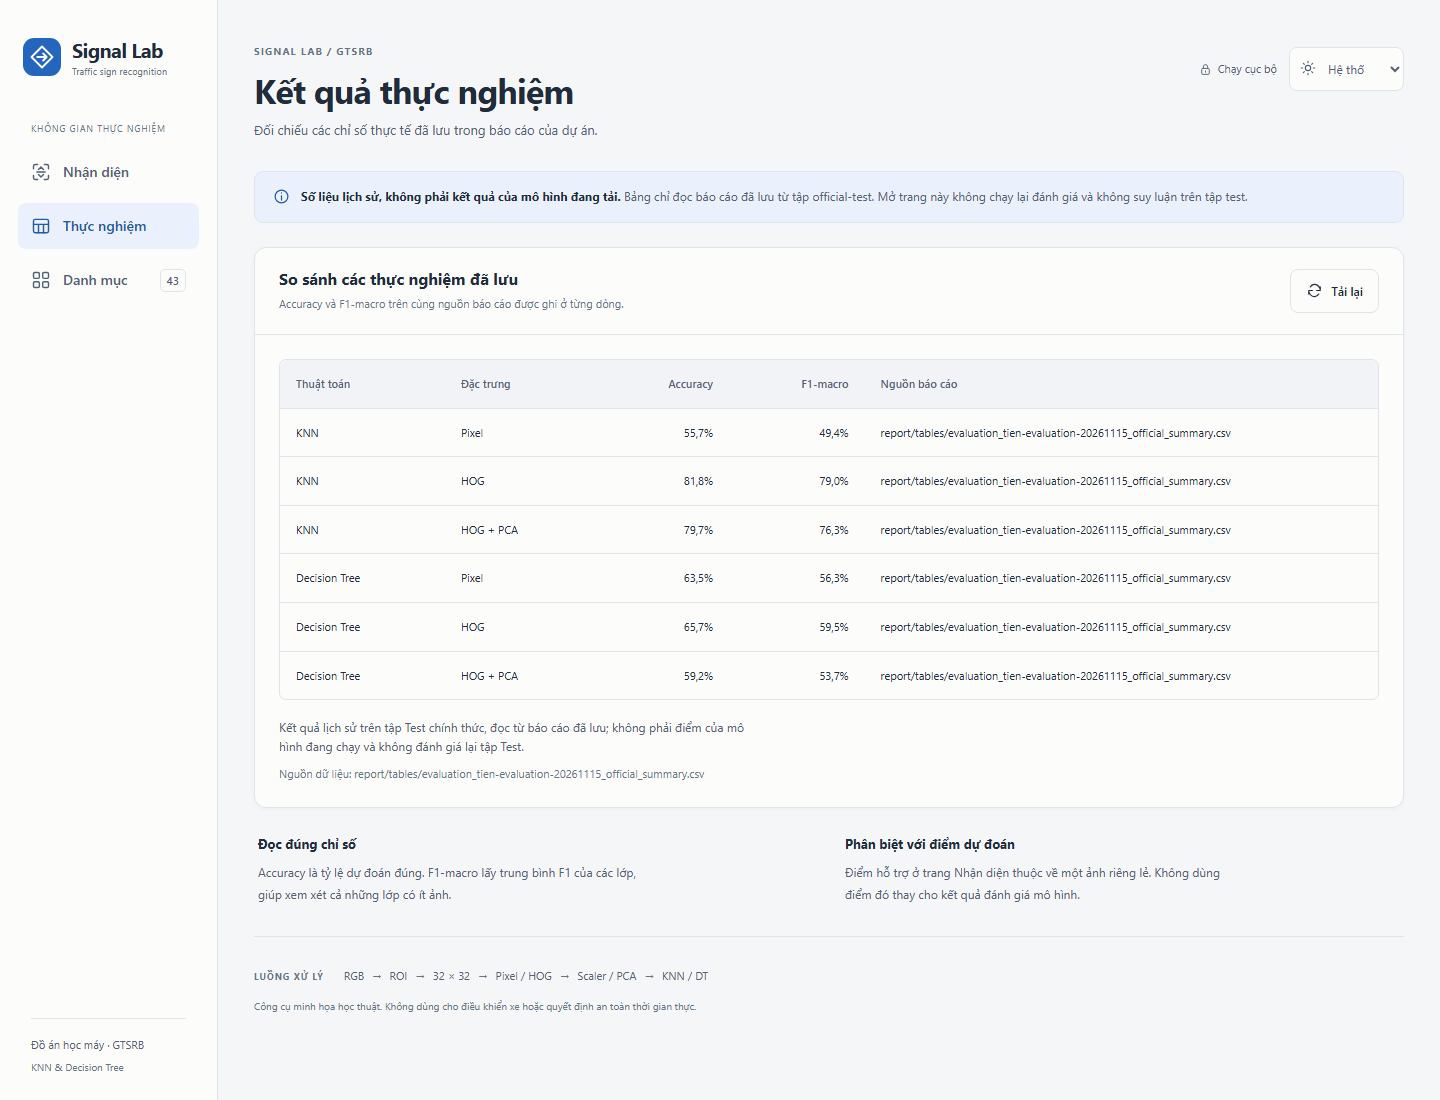 Signal Lab
Traffic sign recognition
KHÔNG GIAN THỰC NGHIỆM
Nhận diện
Thực nghiệm
Danh mục 43
Đồ án học máy · GTSRB
KNN & Decision Tree
SIGNAL LAB / GTSRB
Kết quả thực nghiệm
Đối chiếu các chỉ số thực tế đã lưu trong báo cáo của dự án.
Chạy cục bộ
Hệ thố
Số liệu lịch sử, không phải kết quả của mô hình đang tải. Bảng chỉ đọc báo cáo đã lưu từ tập official-test. Mở trang này không chạy lại đánh giá và không suy luận trên tập test.
So sánh các thực nghiệm đã lưu
Accuracy và F1-macro trên cùng nguồn báo cáo được ghi ở từng dòng.
Tải lại
Thuật toán Đặc trưng Accuracy F1-macro Nguồn báo cáo
KNN Pixel 55,7% 49,4% report/tables/evaluation_tien-evaluation-20261115_official_summary.csv
KNN HOG 81,8% 79,0% report/tables/evaluation_tien-evaluation-20261115_official_summary.csv
KNN HOG + PCA 79,7% 76,3% report/tables/evaluation_tien-evaluation-20261115_official_summary.csv
Decision Tree Pixel 63,5% 56,3% report/tables/evaluation_tien-evaluation-20261115_official_summary.csv
Decision Tree HOG 65,7% 59,5% report/tables/evaluation_tien-evaluation-20261115_official_summary.csv
Decision Tree HOG + PCA 59,2% 53,7% report/tables/evaluation_tien-evaluation-20261115_official_summary.csv
Kết quả lịch sử trên tập Test chính thức, đọc từ báo cáo đã lưu; không phải điểm của mô
hình đang chạy và không đánh giá lại tập Test.
Nguồn dữ liệu: report/tables/evaluation_tien-evaluation-20261115_official_summary.csv
Đọc đúng chỉ số
Accuracy là tỷ lệ dự đoán đúng. F1-macro lấy trung bình F1 của các lớp,
giúp xem xét cả những lớp có ít ảnh.
Phân biệt với điểm dự đoán
Điểm hỗ trợ ở trang Nhận diện thuộc về một ảnh riêng lẻ. Không dùng
điểm đó thay cho kết quả đánh giá mô hình.
LUỒNG XỬ LÝ RGB → ROI → 32 × 32 → Pixel / HOG → Scaler / PCA → KNN / DT
Công cụ minh họa học thuật. Không dùng cho điều khiển xe hoặc quyết định an toàn thời gian thực.